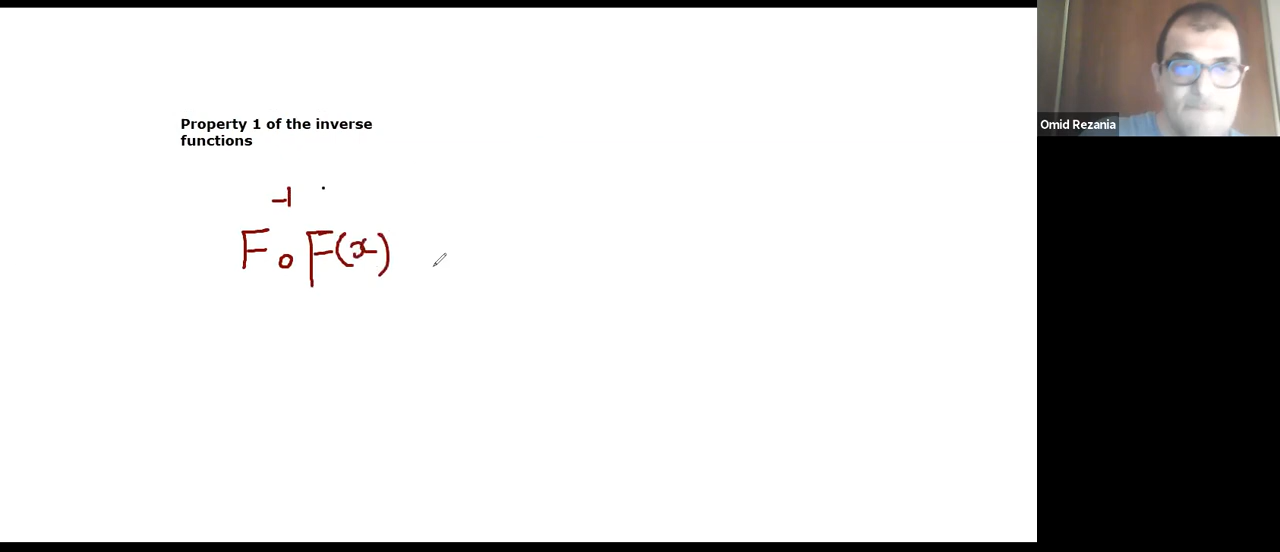 Property 1 of the inverse
functions
F⁻¹ o F(x)
Omid Rezania